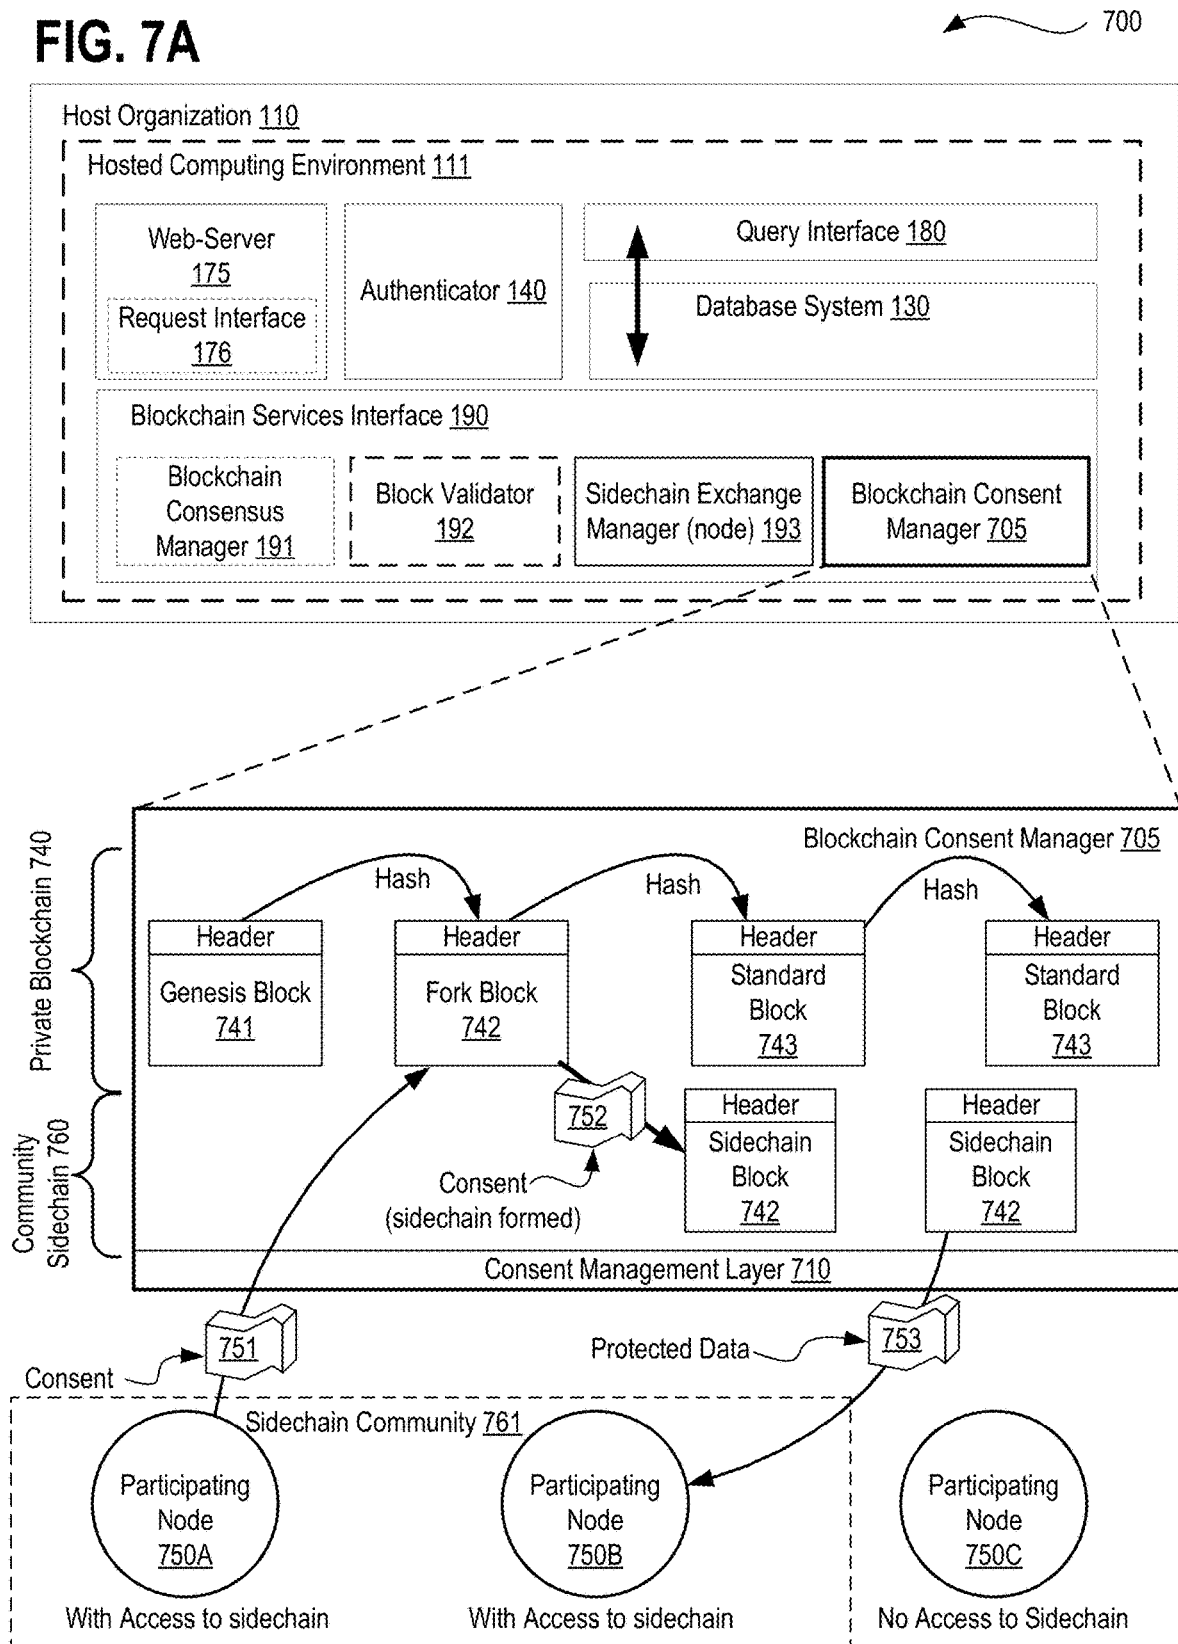 FIG. 7A
700
Host Organization 110
Hosted Computing Environment 111
Web-Server
175
Request Interface
176
Authenticator 140
Query Interface 180
Database System 130
Blockchain Services Interface 190
Blockchain
Consensus
Manager 191
Block Validator
192
Sidechain Exchange
Manager (node) 193
Blockchain Consent
Manager 705
Private Blockchain 740
Blockchain Consent Manager 705
Hash
Hash
Hash
Header
Genesis Block
741
Header
Fork Block
742
Header
Standard
Block
743
Header
Standard
Block
743
Community
Sidechain 760
752
Consent
(sidechain formed)
Header
Sidechain
Block
742
Header
Sidechain
Block
742
Consent Management Layer 710
751
Consent
Protected Data
753
Sidechain Community 761
Participating
Node
750A
With Access to sidechain
Participating
Node
750B
With Access to sidechain
Participating
Node
750C
No Access to Sidechain